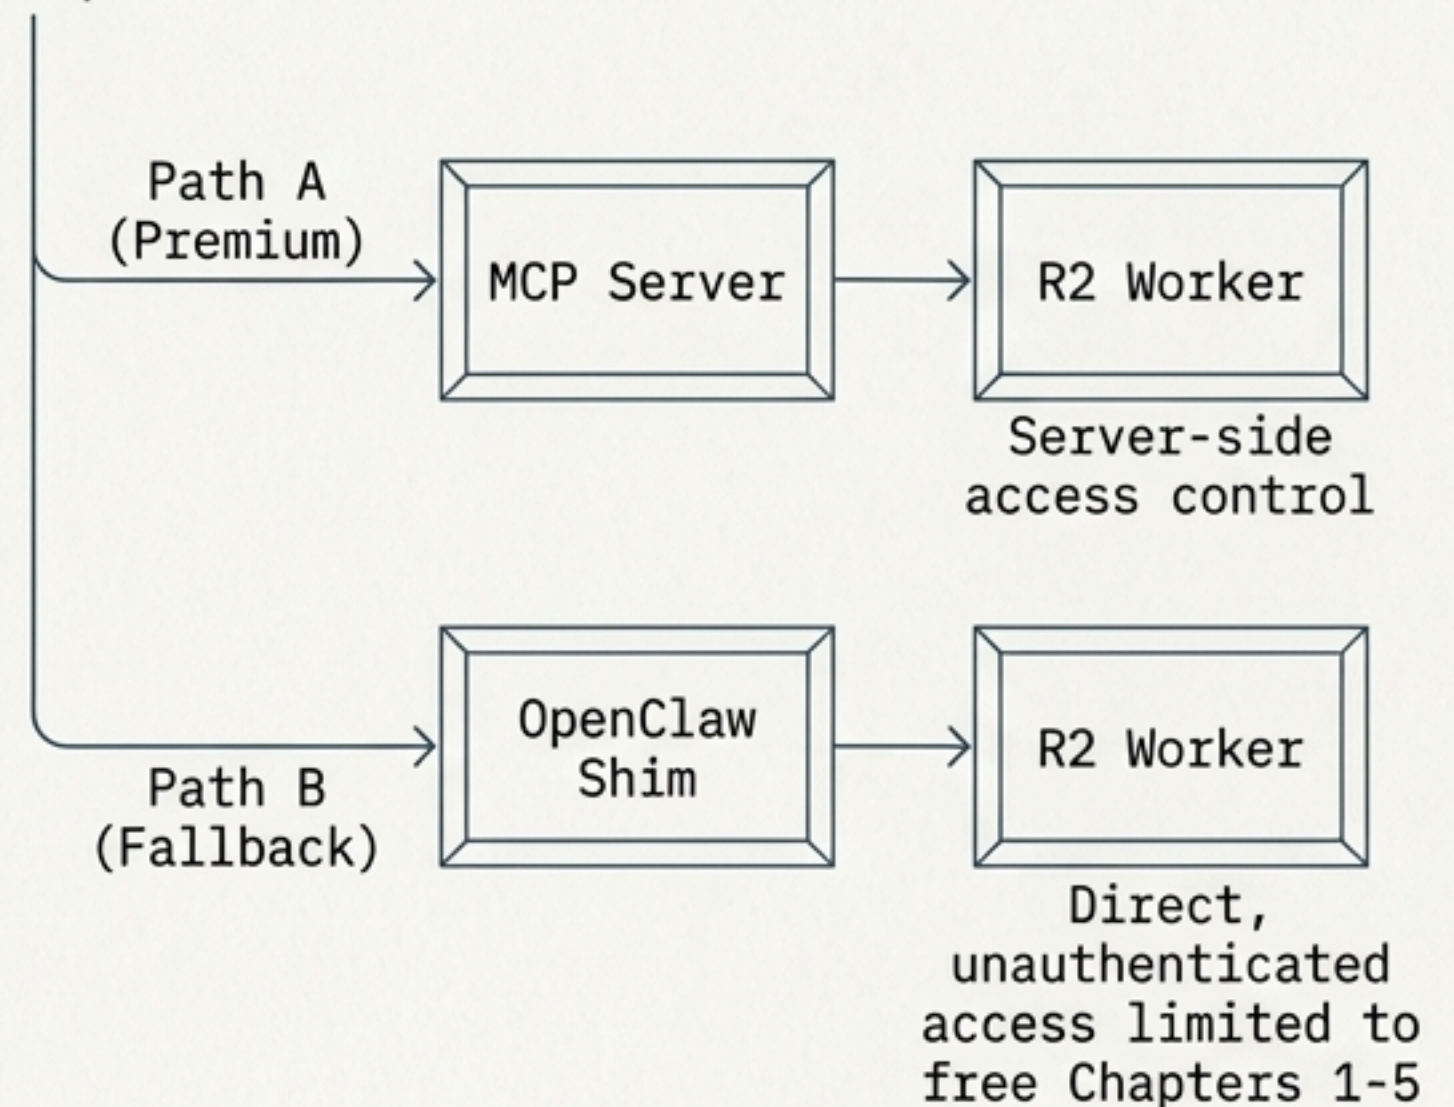 Path A
(Premium)
MCP Server
R2 Worker
Server-side
access control
OpenClaw
Shim
R2 Worker
Path B
(Fallback)
Direct,
unauthenticated
access limited to
free Chapters 1-5